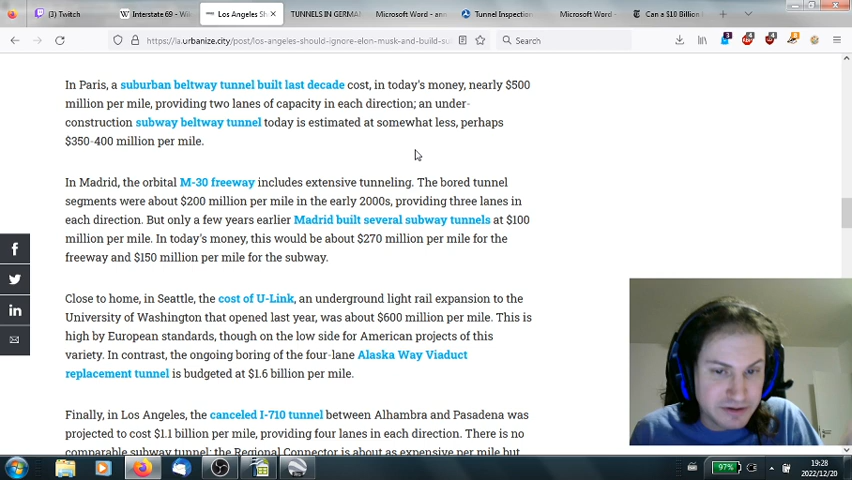 (3) Twitch
Interstate 69 - Wi
Los Angeles Sh
TUNNELS IN GERMAN
Microsoft Word - ann
Tunnel Inspection
Microsoft Word -
Can a $10 Billion
https://la.urbanize.city/post/los-angeles-should-ignore-elon-musk-and-build-su
Search
In Paris, a suburban beltway tunnel built last decade cost, in today's money, nearly $500
million per mile, providing two lanes of capacity in each direction; an under-
construction subway beltway tunnel today is estimated at somewhat less, perhaps
$350-400 million per mile.
In Madrid, the orbital M-30 freeway includes extensive tunneling. The bored tunnel
segments were about $200 million per mile in the early 2000s, providing three lanes in
each direction. But only a few years earlier Madrid built several subway tunnels at $100
million per mile. In today's money, this would be about $270 million per mile for the
freeway and $150 million per mile for the subway.
Close to home, in Seattle, the cost of U-Link, an underground light rail expansion to the
University of Washington that opened last year, was about $600 million per mile. This is
high by European standards, though on the low side for American projects of this
variety. In contrast, the ongoing boring of the four-lane Alaska Way Viaduct
replacement tunnel is budgeted at $1.6 billion per mile.
Finally, in Los Angeles, the canceled I-710 tunnel between Alhambra and Pasadena was
projected to cost $1.1 billion per mile, providing four lanes in each direction. There is no
comparable subway tunnel; the Regional Connector is about as expensive per mile but
97%
19:28
2022/12/20